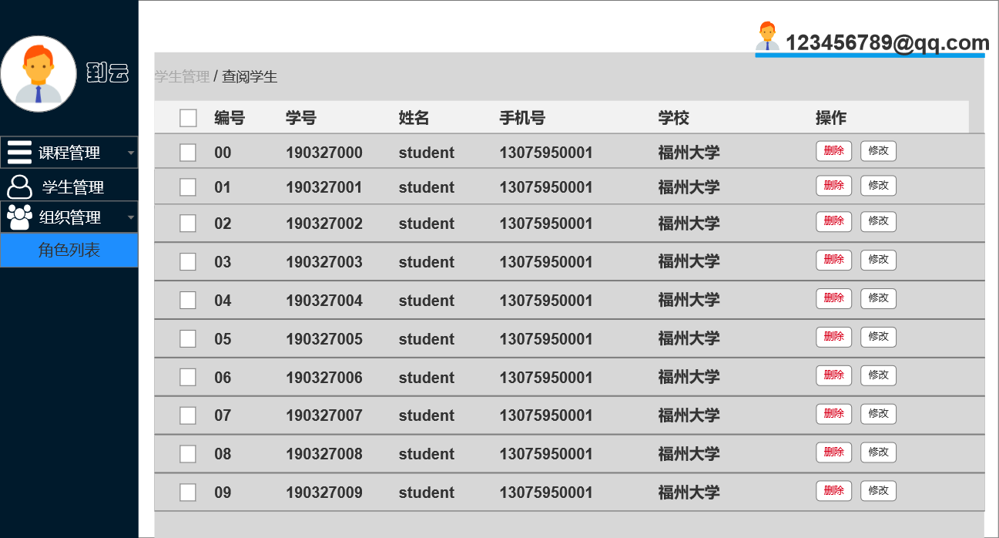 123456789@qq.com
到云
学生管理 / 查阅学生
课程管理
学生管理
组织管理
角色列表
编号 学号 姓名 手机号 学校 操作
00 190327000 student 13075950001 福州大学 删除 修改
01 190327001 student 13075950001 福州大学 删除 修改
02 190327002 student 13075950001 福州大学 删除 修改
03 190327003 student 13075950001 福州大学 删除 修改
04 190327004 student 13075950001 福州大学 删除 修改
05 190327005 student 13075950001 福州大学 删除 修改
06 190327006 student 13075950001 福州大学 删除 修改
07 190327007 student 13075950001 福州大学 删除 修改
08 190327008 student 13075950001 福州大学 删除 修改
09 190327009 student 13075950001 福州大学 删除 修改